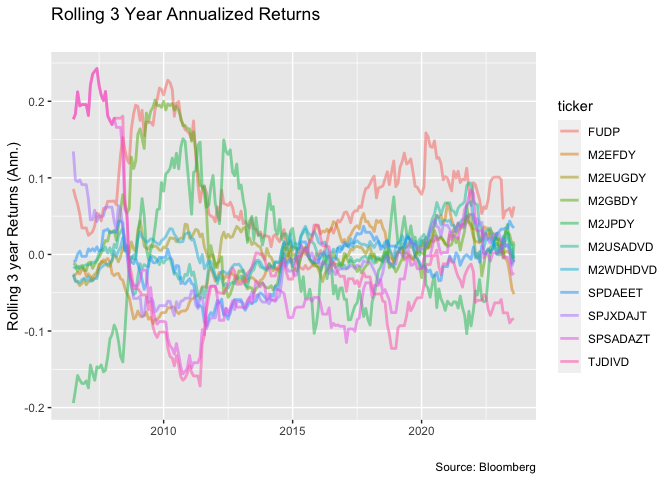 Rolling 3 Year Annualized Returns
Rolling 3 year Returns (Ann.)
0.2
0.1
0.0
-0.1
-0.2
2010
2015
2020
ticker
FUDP
M2EFDY
M2EUGDY
M2GBDY
M2JPDY
M2USADVD
M2WDHDVD
SPDAEET
SPJXDAJT
SPSADAZT
TJDIVD
Source: Bloomberg